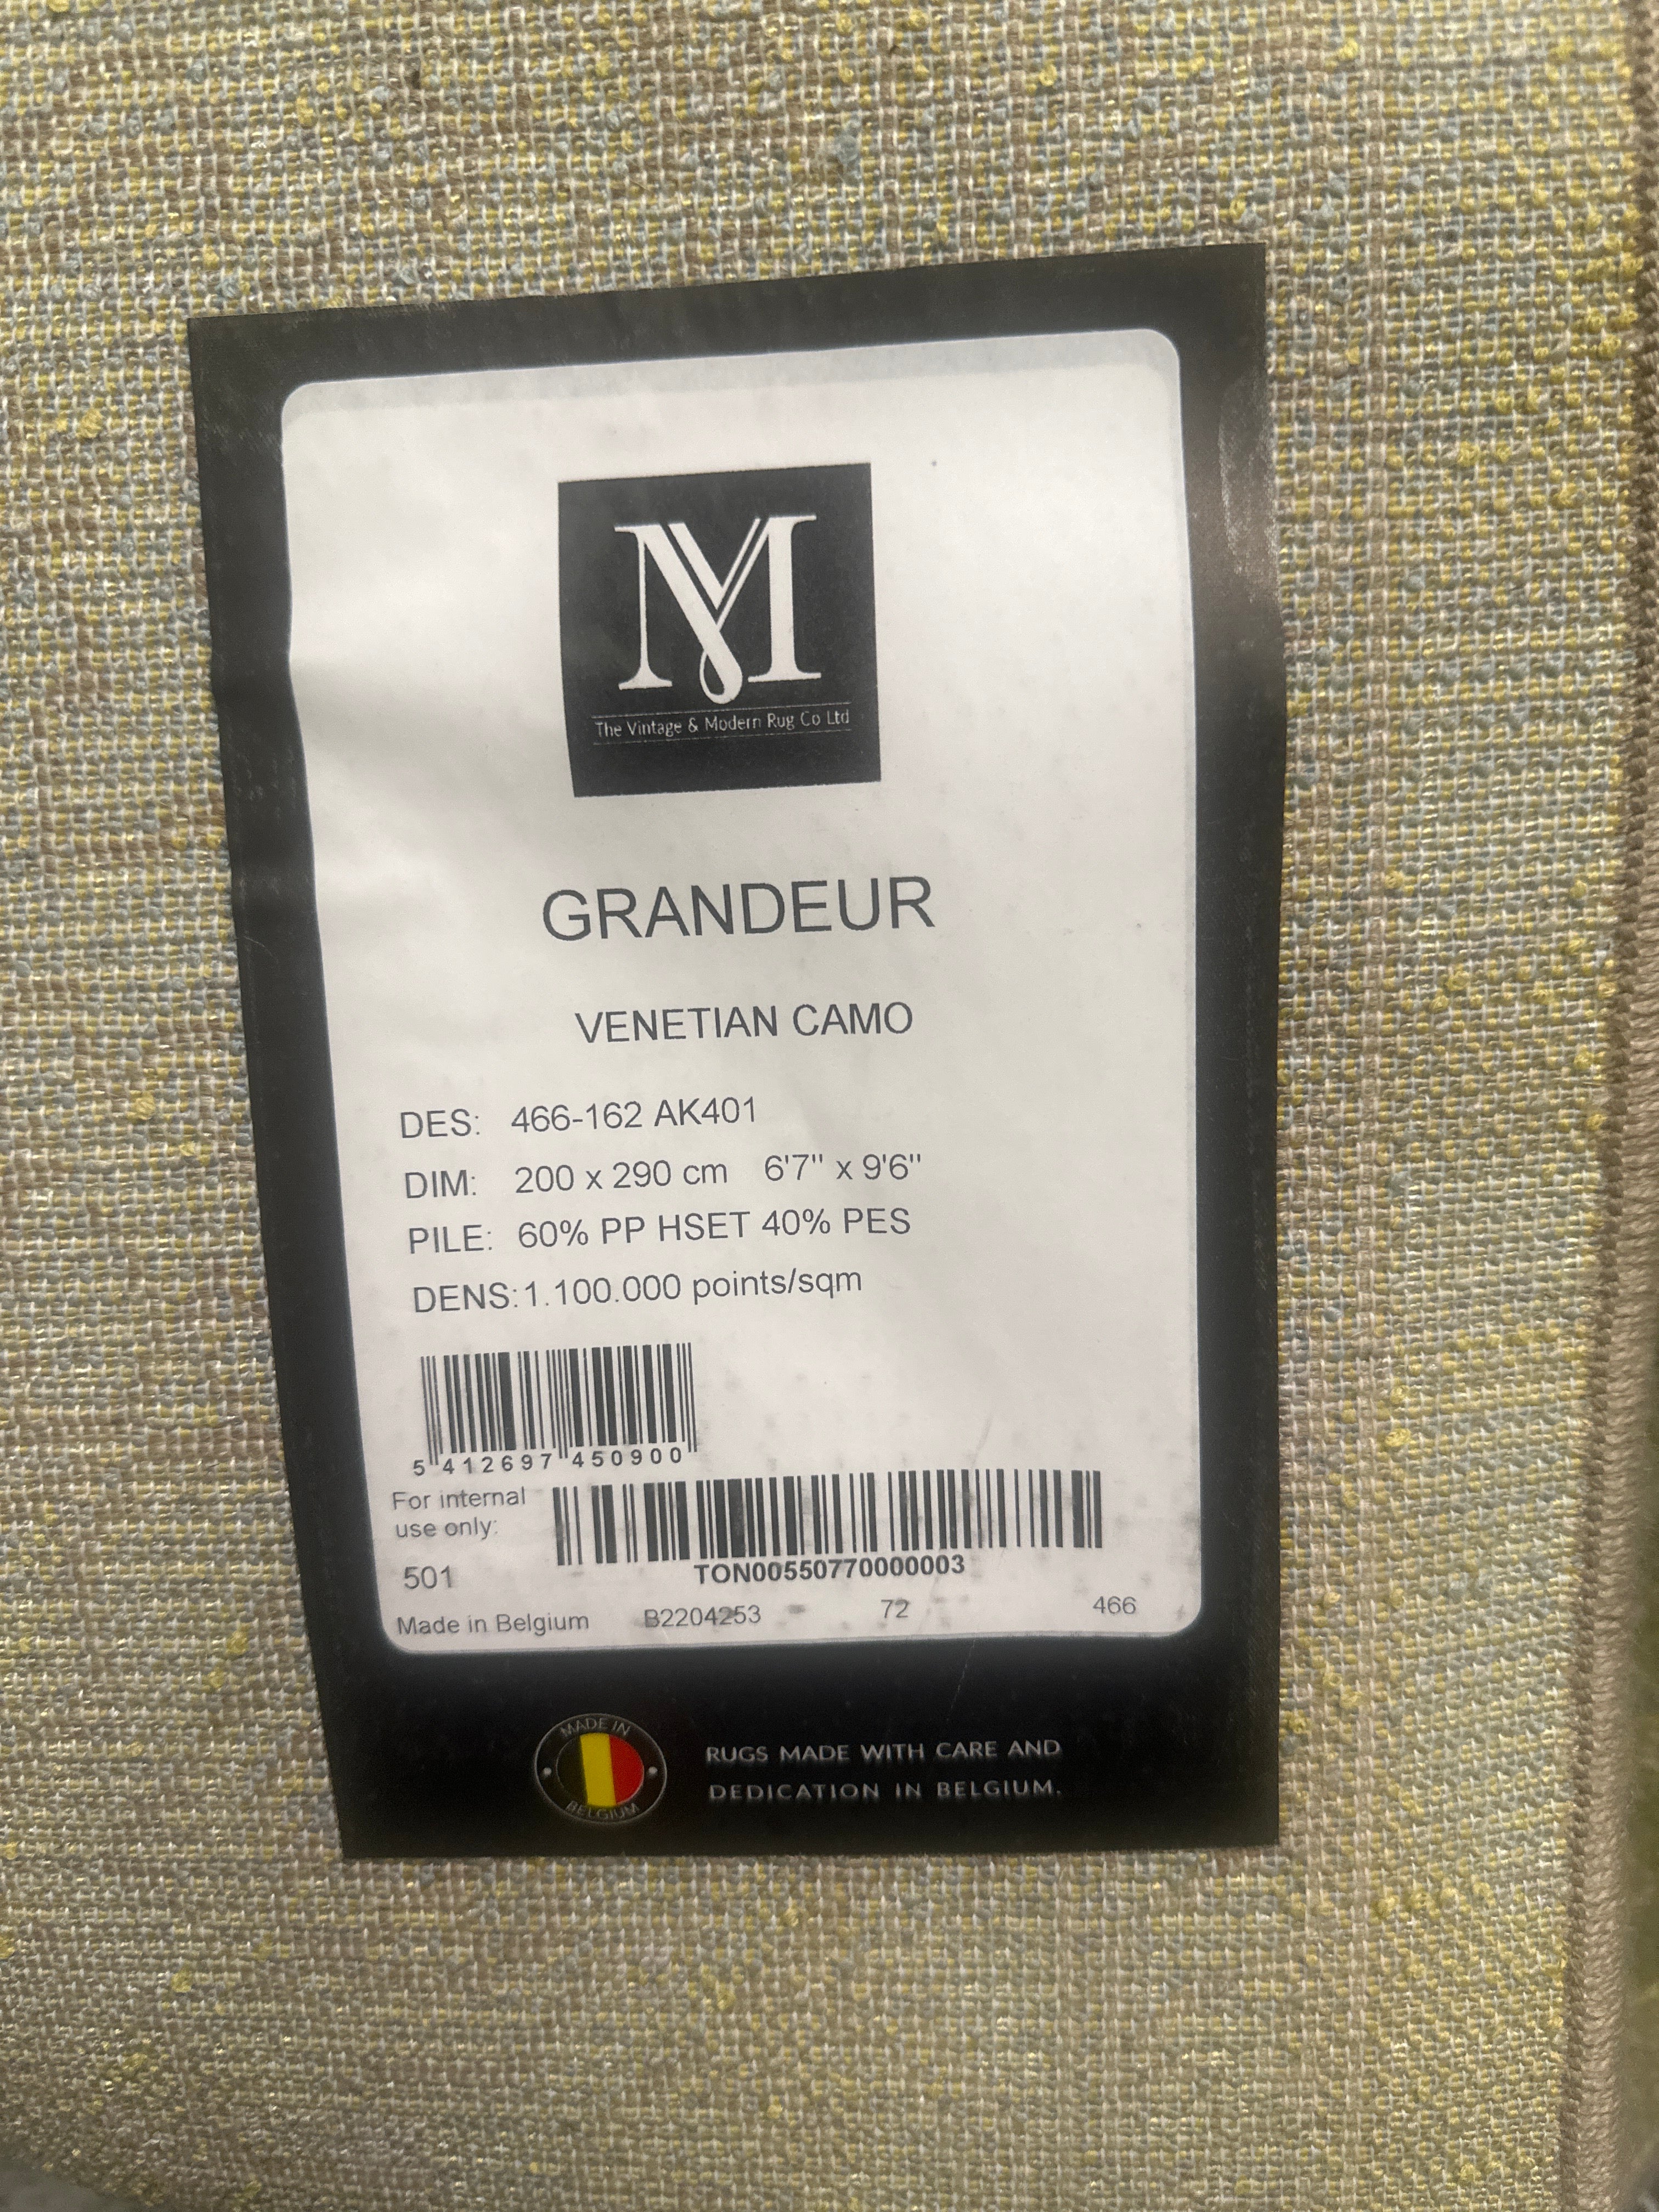 M
The Vintage & Modern Rug Co Ltd
GRANDEUR
VENETIAN CAMO
DES: 466-162 AK401
DIM: 200 x 290 cm 6'7" x 9'6"
PILE: 60% PP HSET 40% PES
DENS: 1.100.000 points/sqm
5 412697 450900
For internal
use only:
TON00550770000003
501
Made in Belgium B2204253 - 72 466
MADE IN
BELGIUM
RUGS MADE WITH CARE AND
DEDICATION IN BELGIUM.